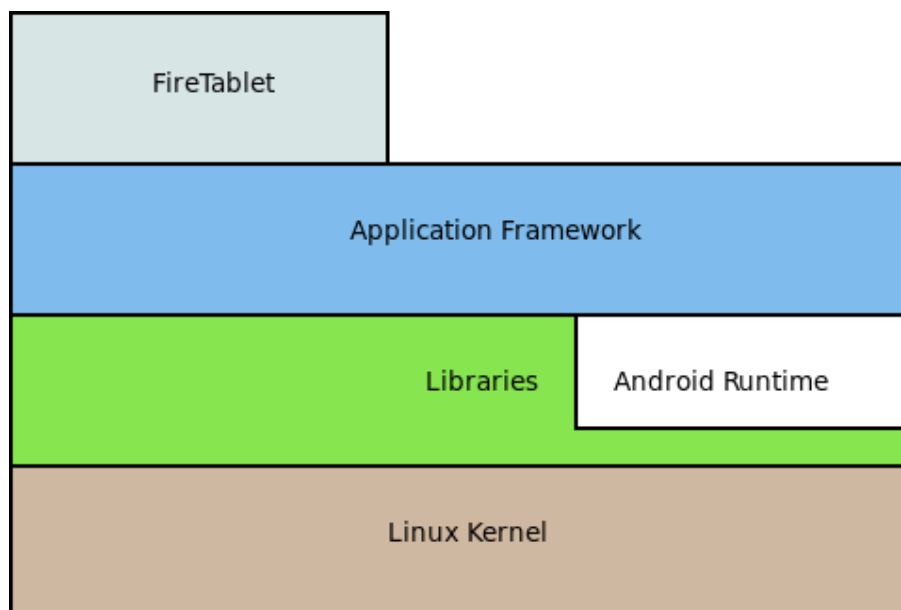 FireTablet
Application Framework
Libraries
Android Runtime
Linux Kernel